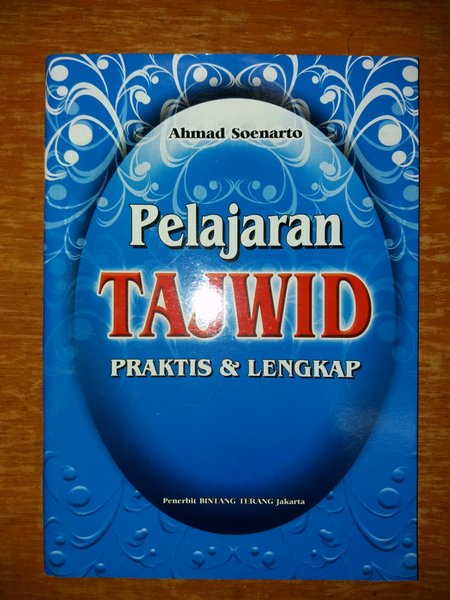 Ahmad Soenarto
Pelajaran
TAJWID
PRAKTIS & LENGKAP
Penerbit BINTANG TERANG Jakarta